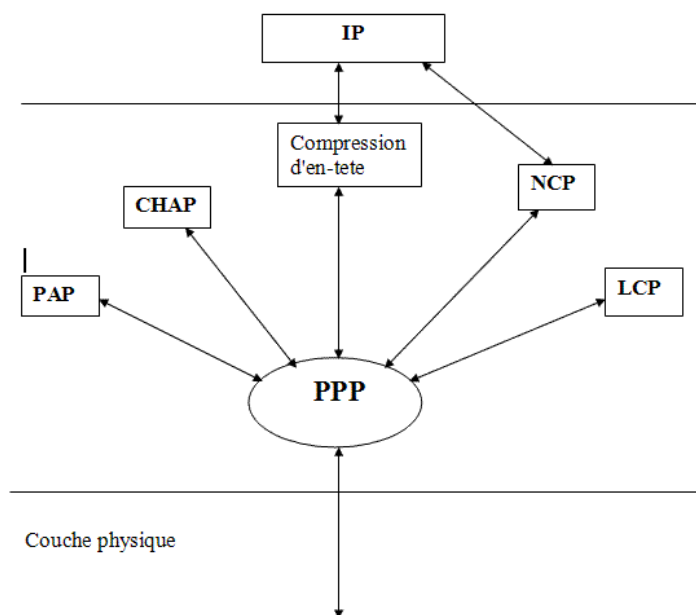 IP
Compression
d'en-tete
NCP
CHAP
PAP
LCP
PPP
Couche physique